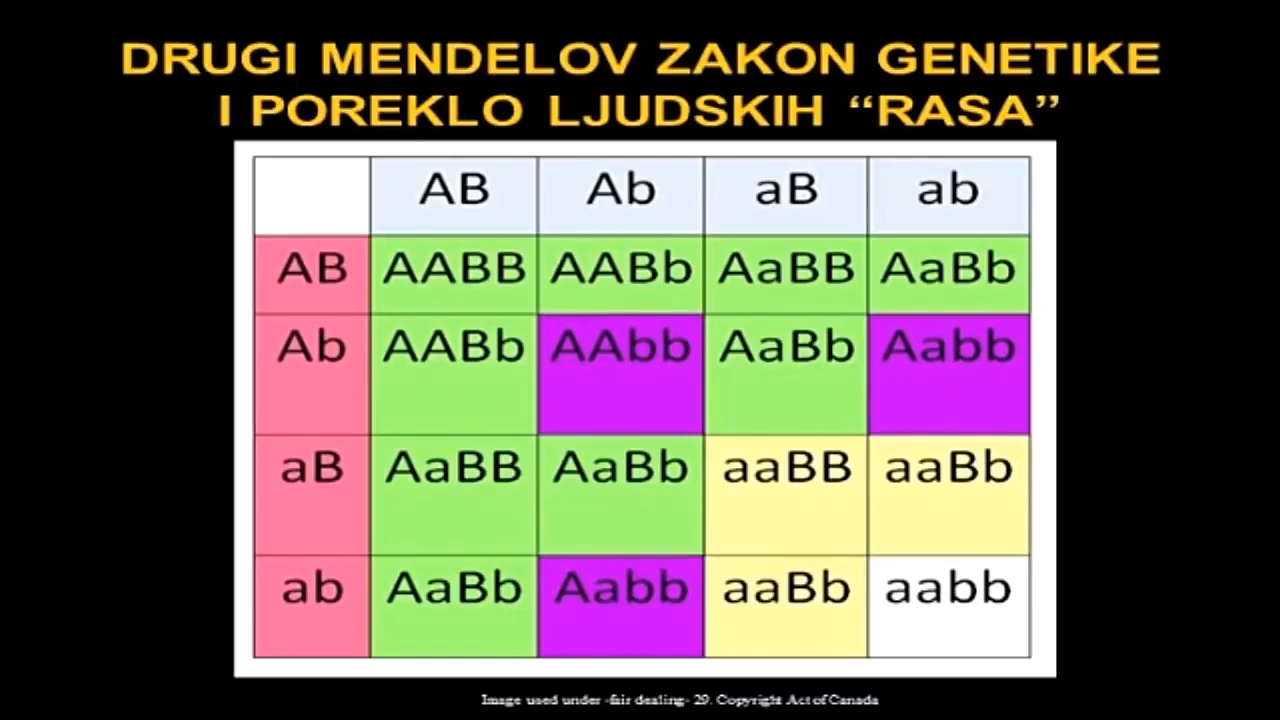 DRUGI MENDELOV ZAKON GENETIKE
I POREKLO LJUDSKIH “RASA”
AB Ab aB ab
AB AABB AABb AaBB AaBb
Ab AABb AAbb AaBb Aabb
aB AaBB AaBb aaBB aaBb
ab AaBb Aabb aaBb aabb
Image used under -fair dealing- 29. Copyright Act of Canada